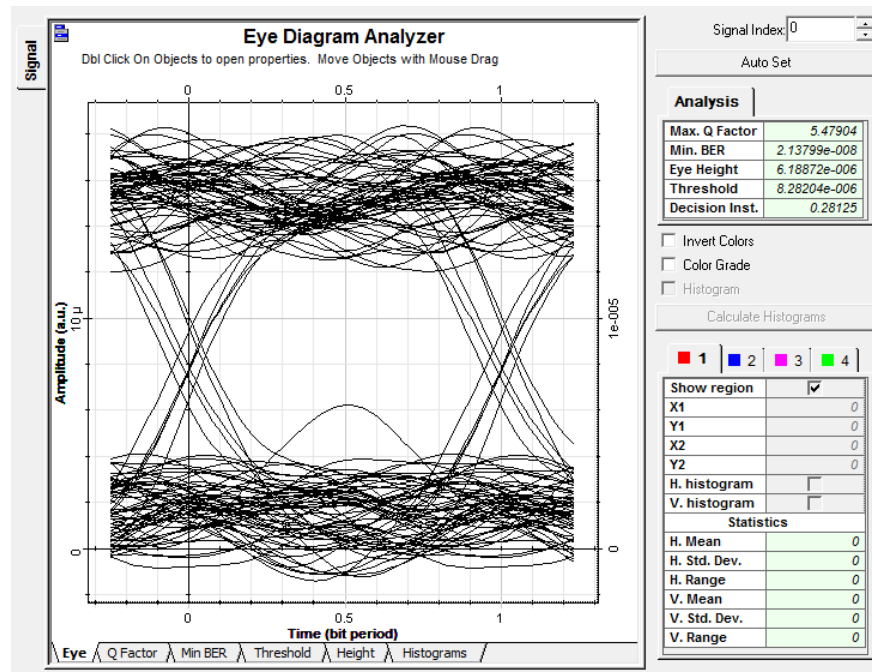 Signal
Eye Diagram Analyzer
Dbl Click On Objects to open properties. Move Objects with Mouse Drag
0 0.5 1
Amplitude (a.u.)
10 µ
0
1e-005
0
0 0.5 1
Time (bit period)
Eye Q Factor Min BER Threshold Height Histograms
Signal Index: 0
Auto Set
Analysis
Max. Q Factor 5.47904
Min. BER 2.13799e-008
Eye Height 6.18872e-006
Threshold 8.28204e-006
Decision Inst. 0.28125
Invert Colors
Color Grade
Histogram
Calculate Histograms
1 2 3 4
Show region
X1 0
Y1 0
X2 0
Y2 0
H. histogram
V. histogram
Statistics
H. Mean 0
H. Std. Dev. 0
H. Range 0
V. Mean 0
V. Std. Dev. 0
V. Range 0